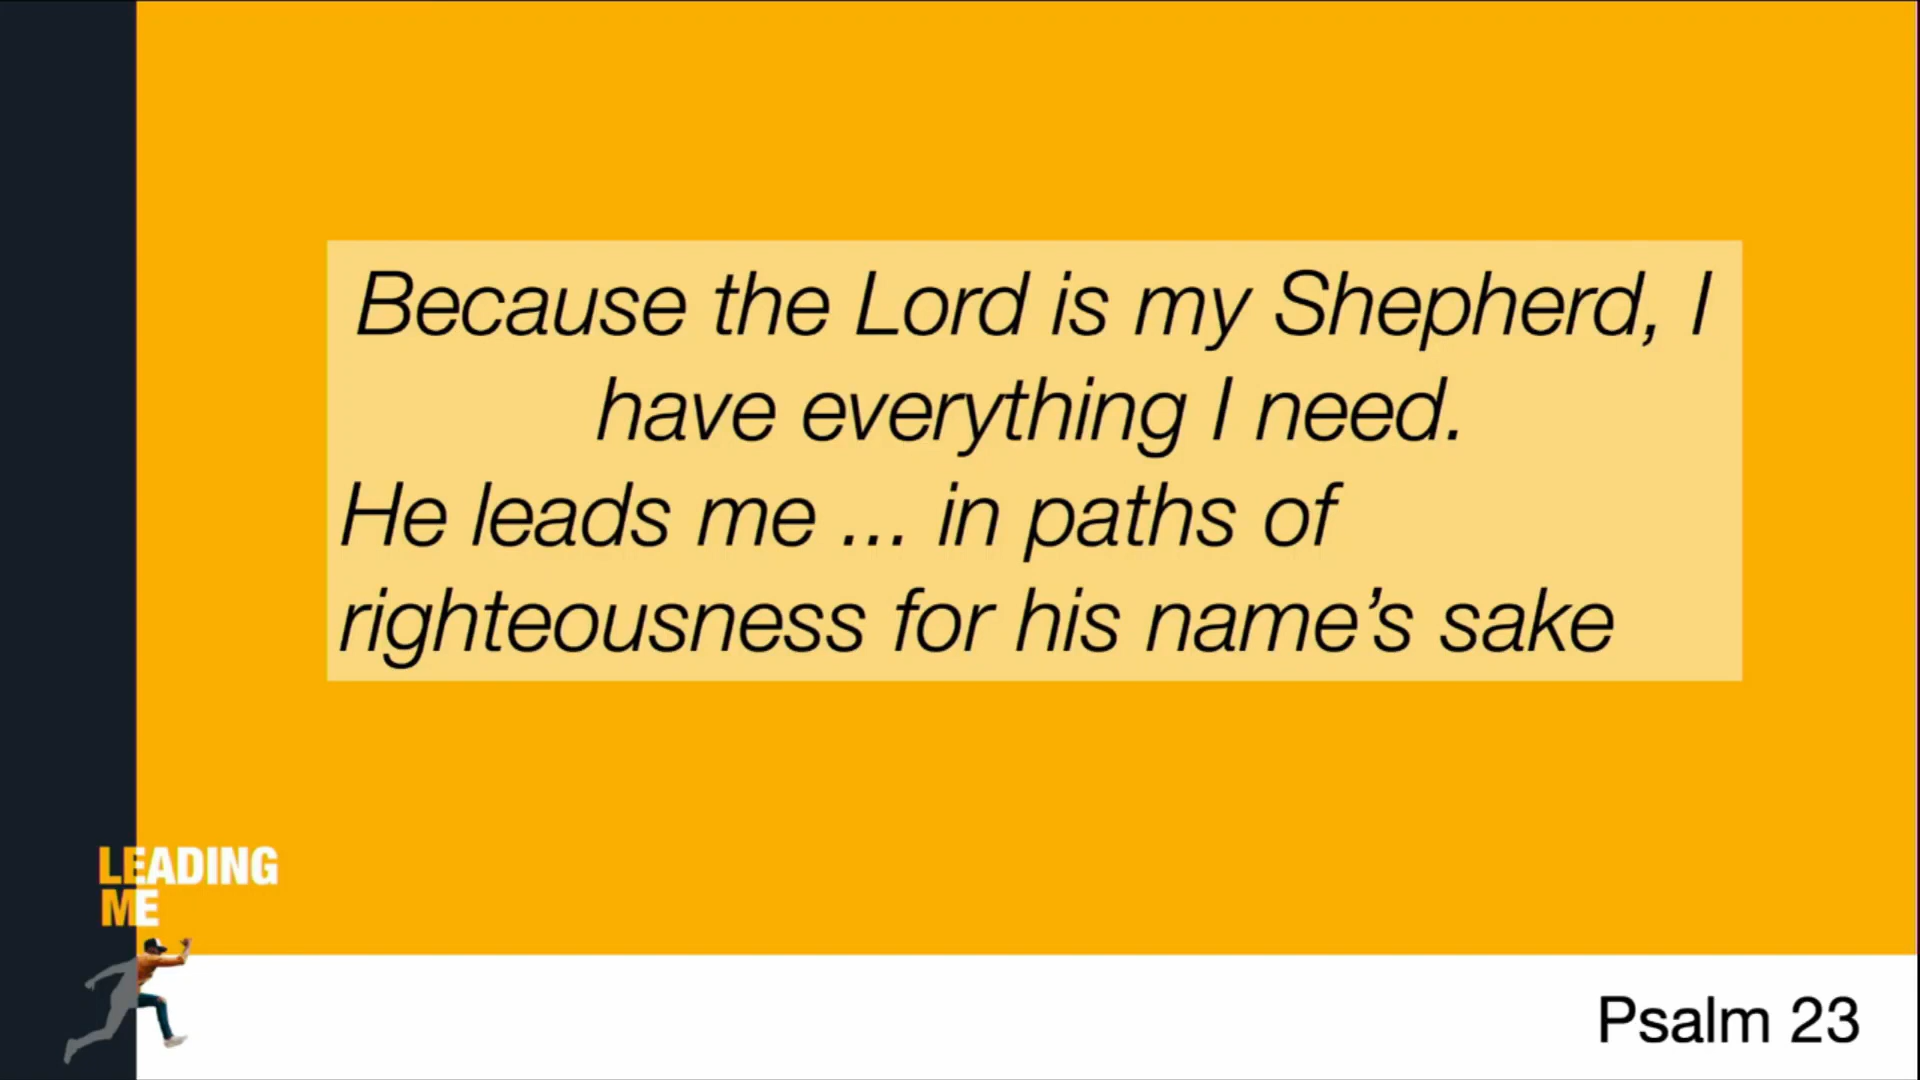 Because the Lord is my Shepherd, I
have everything I need.
He leads me ... in paths of
righteousness for his name’s sake
LEADING
ME
Psalm 23